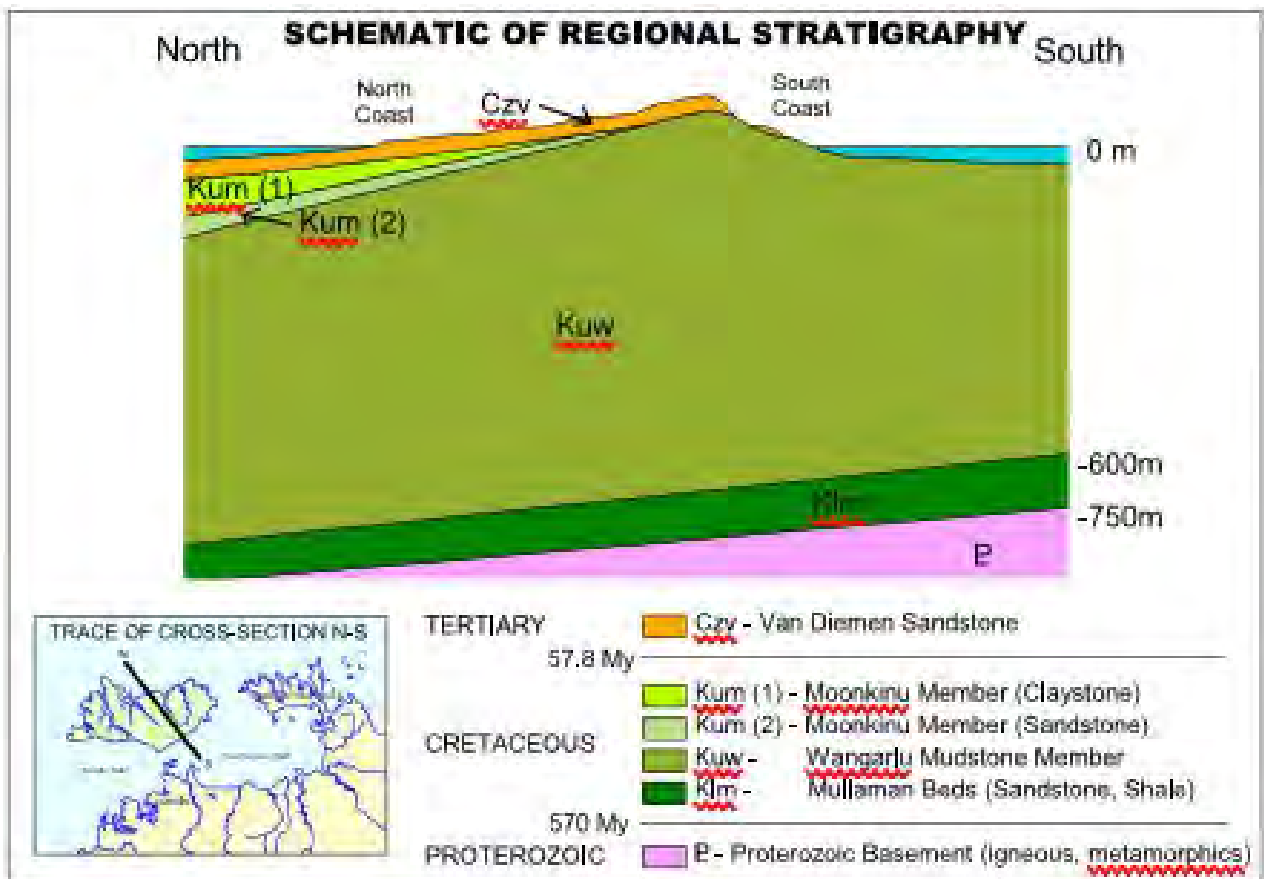 SCHEMATIC OF REGIONAL STRATIGRAPHY
North
South
North
Coast
Czv
South
Coast
0 m
Kum (1)
Kum (2)
Kuw
-600m
Klm
-750m
P
TRACE OF CROSS-SECTION N-S
TERTIARY
Czv - Van Diemen Sandstone
57.8 My
Kum (1) - Moonkinu Member (Claystone)
Kum (2) - Moonkinu Member (Sandstone)
CRETACEOUS
Kuw - Wangarlu Mudstone Member
Klm - Mullaman Beds (Sandstone, Shale)
570 My
PROTEROZOIC
P - Proterozoic Basement (igneous, metamorphics)